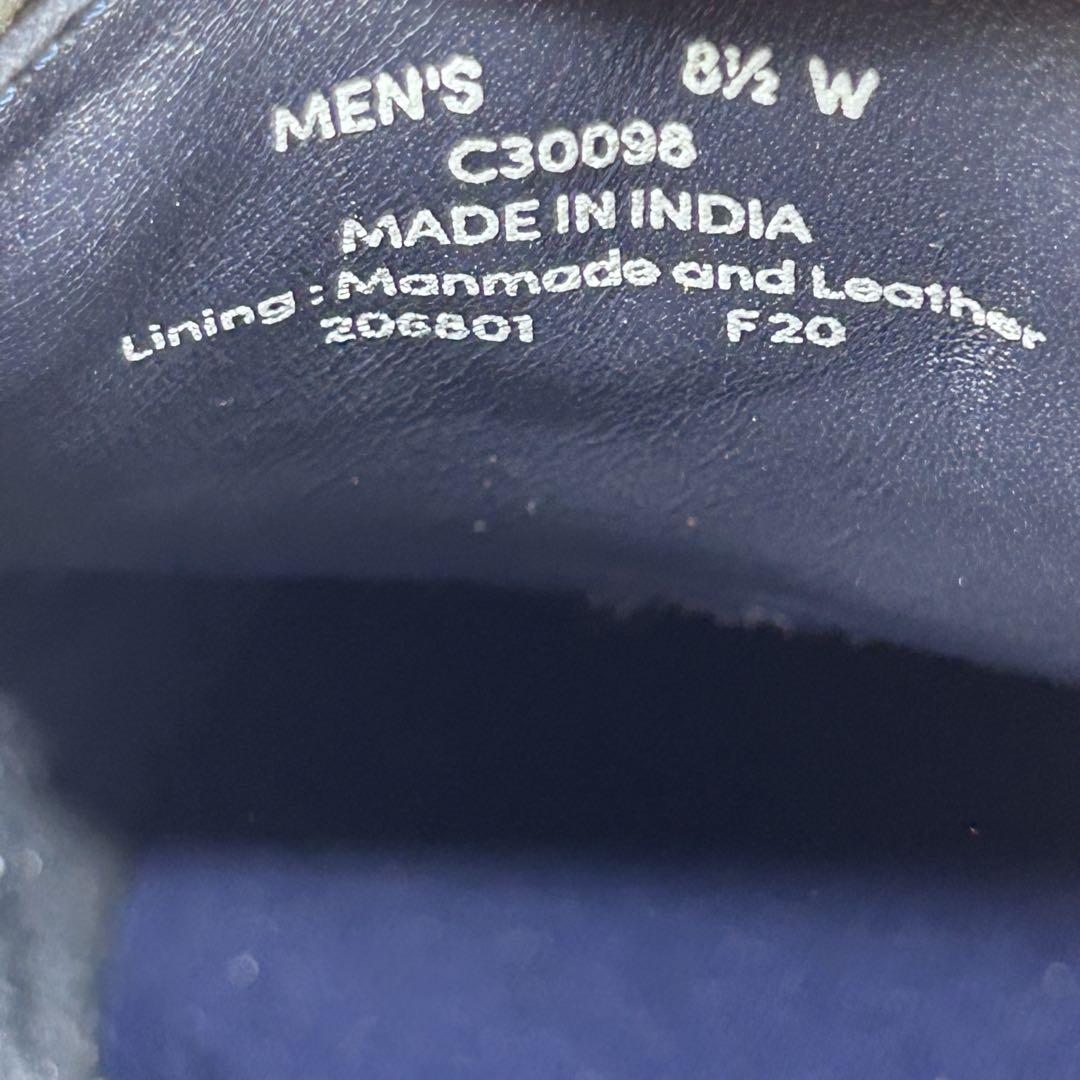 MEN'S 8½ W
C30098
MADE IN INDIA
Lining : Manmade and Leather
206801 F20